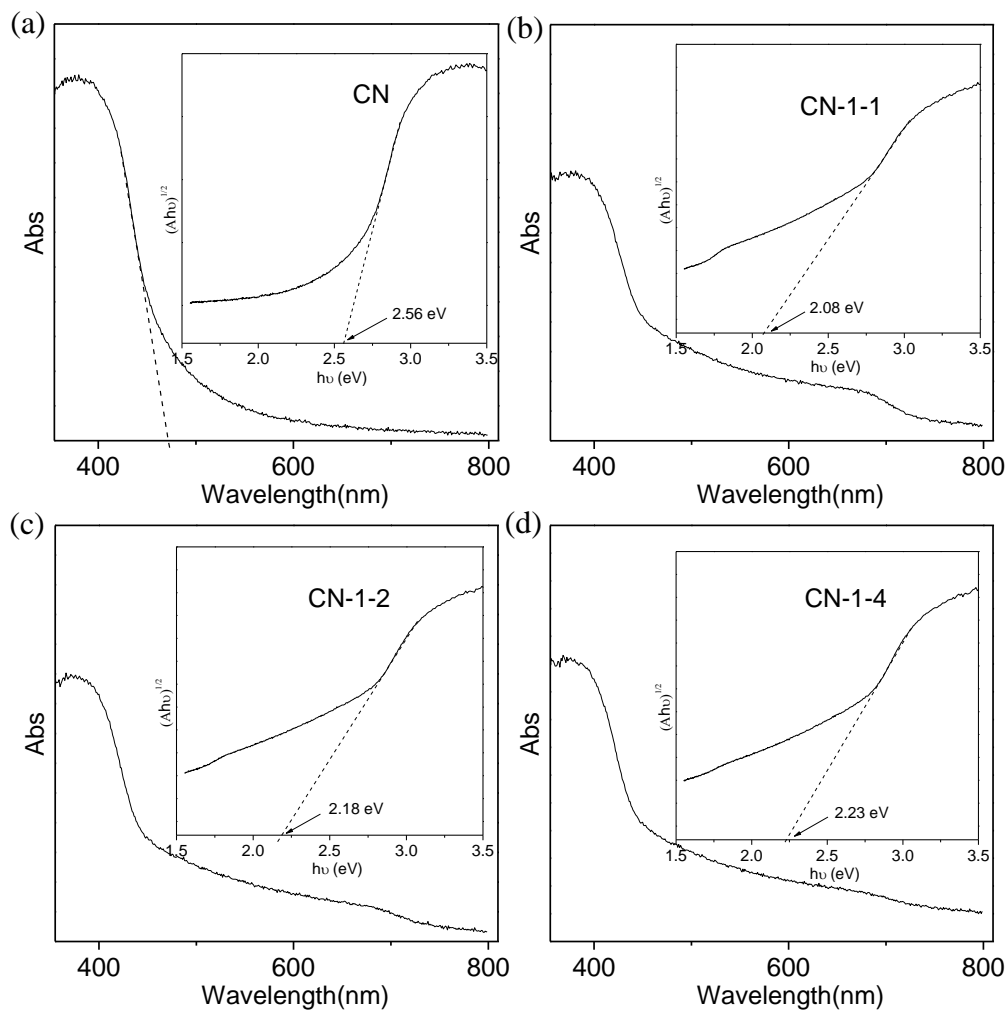 (a)
CN
(Ahυ)^1/2
2.56 eV
1.5 2.0 2.5 3.0 3.5
hυ (eV)
Abs
400 600 800
Wavelength(nm)
(b)
CN-1-1
(Ahυ)^1/2
2.08 eV
1.5 2.0 2.5 3.0 3.5
hυ (eV)
Abs
400 600 800
Wavelength(nm)
(c)
CN-1-2
(Ahυ)^1/2
2.18 eV
1.5 2.0 2.5 3.0 3.5
hυ (eV)
Abs
400 600 800
Wavelength(nm)
(d)
CN-1-4
(Ahυ)^1/2
2.23 eV
1.5 2.0 2.5 3.0 3.5
hυ (eV)
Abs
400 600 800
Wavelength(nm)